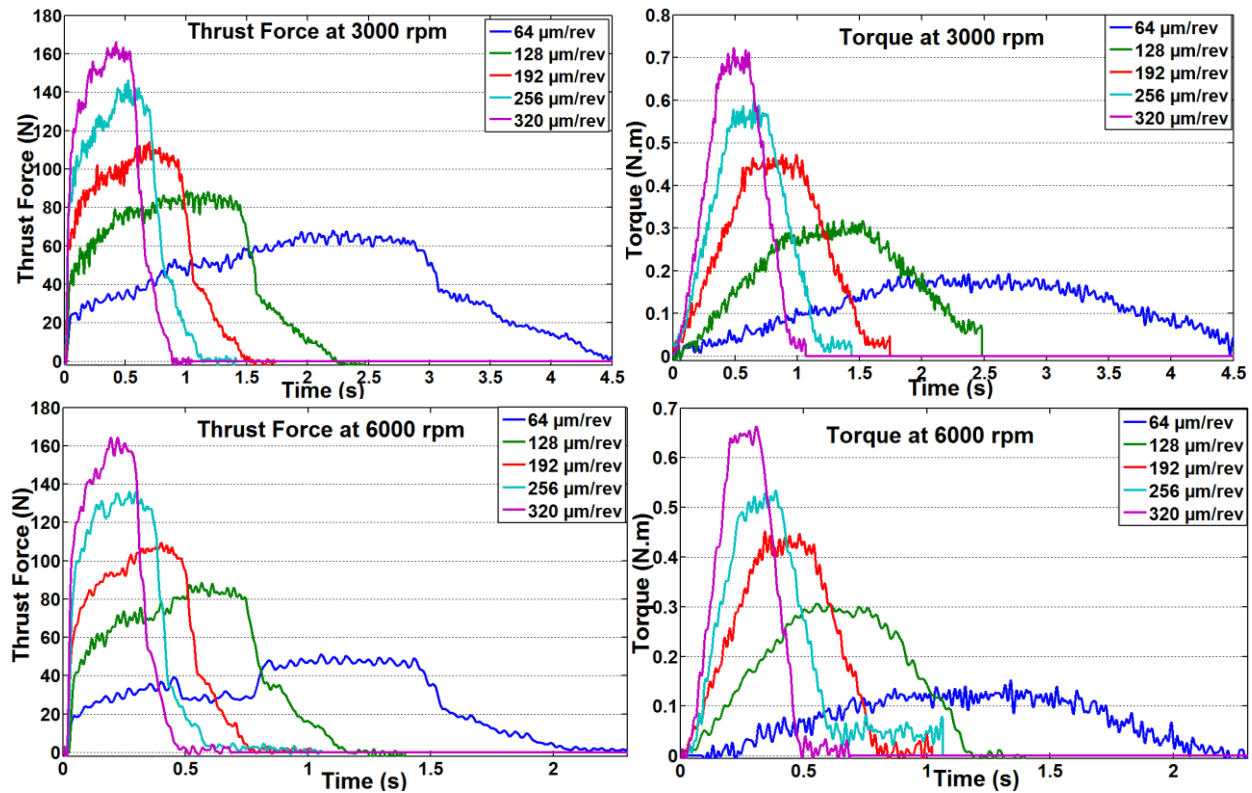 Thrust Force at 3000 rpm
64 µm/rev
128 µm/rev
192 µm/rev
256 µm/rev
320 µm/rev
Thrust Force (N)
180
160
140
120
100
80
60
40
20
0
0 0.5 1 1.5 2 2.5 3 3.5 4 4.5
Time (s)
Torque at 3000 rpm
64 µm/rev
128 µm/rev
192 µm/rev
256 µm/rev
320 µm/rev
Torque (N.m)
0.8
0.7
0.6
0.5
0.4
0.3
0.2
0.1
0
0 0.5 1 1.5 2 2.5 3 3.5 4 4.5
Time (s)
Thrust Force at 6000 rpm
64 µm/rev
128 µm/rev
192 µm/rev
256 µm/rev
320 µm/rev
Thrust Force (N)
180
160
140
120
100
80
60
40
20
0
0 0.5 1 1.5 2
Time (s)
Torque at 6000 rpm
64 µm/rev
128 µm/rev
192 µm/rev
256 µm/rev
320 µm/rev
Torque (N.m)
0.7
0.6
0.5
0.4
0.3
0.2
0.1
0
0 0.5 1 1.5 2
Time (s)